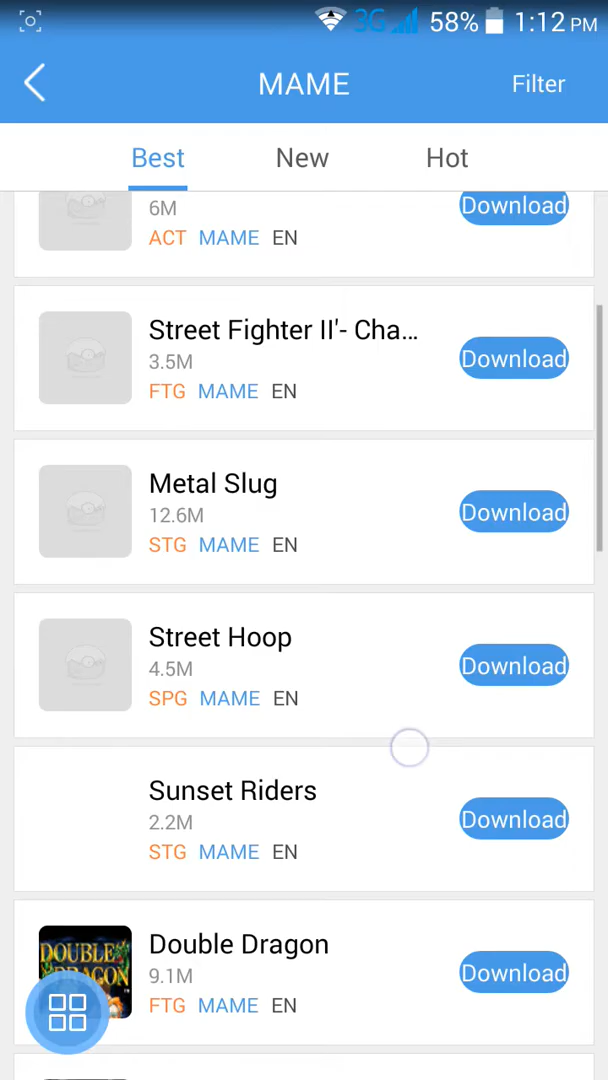 3G 58% 1:12 PM
MAME
Filter
Best New Hot
6M
ACT MAME EN
Download
Street Fighter II'- Cha...
3.5M
FTG MAME EN
Download
Metal Slug
12.6M
STG MAME EN
Download
Street Hoop
4.5M
SPG MAME EN
Download
Sunset Riders
2.2M
STG MAME EN
Download
DOUBLE DRAGON
Double Dragon
9.1M
FTG MAME EN
Download